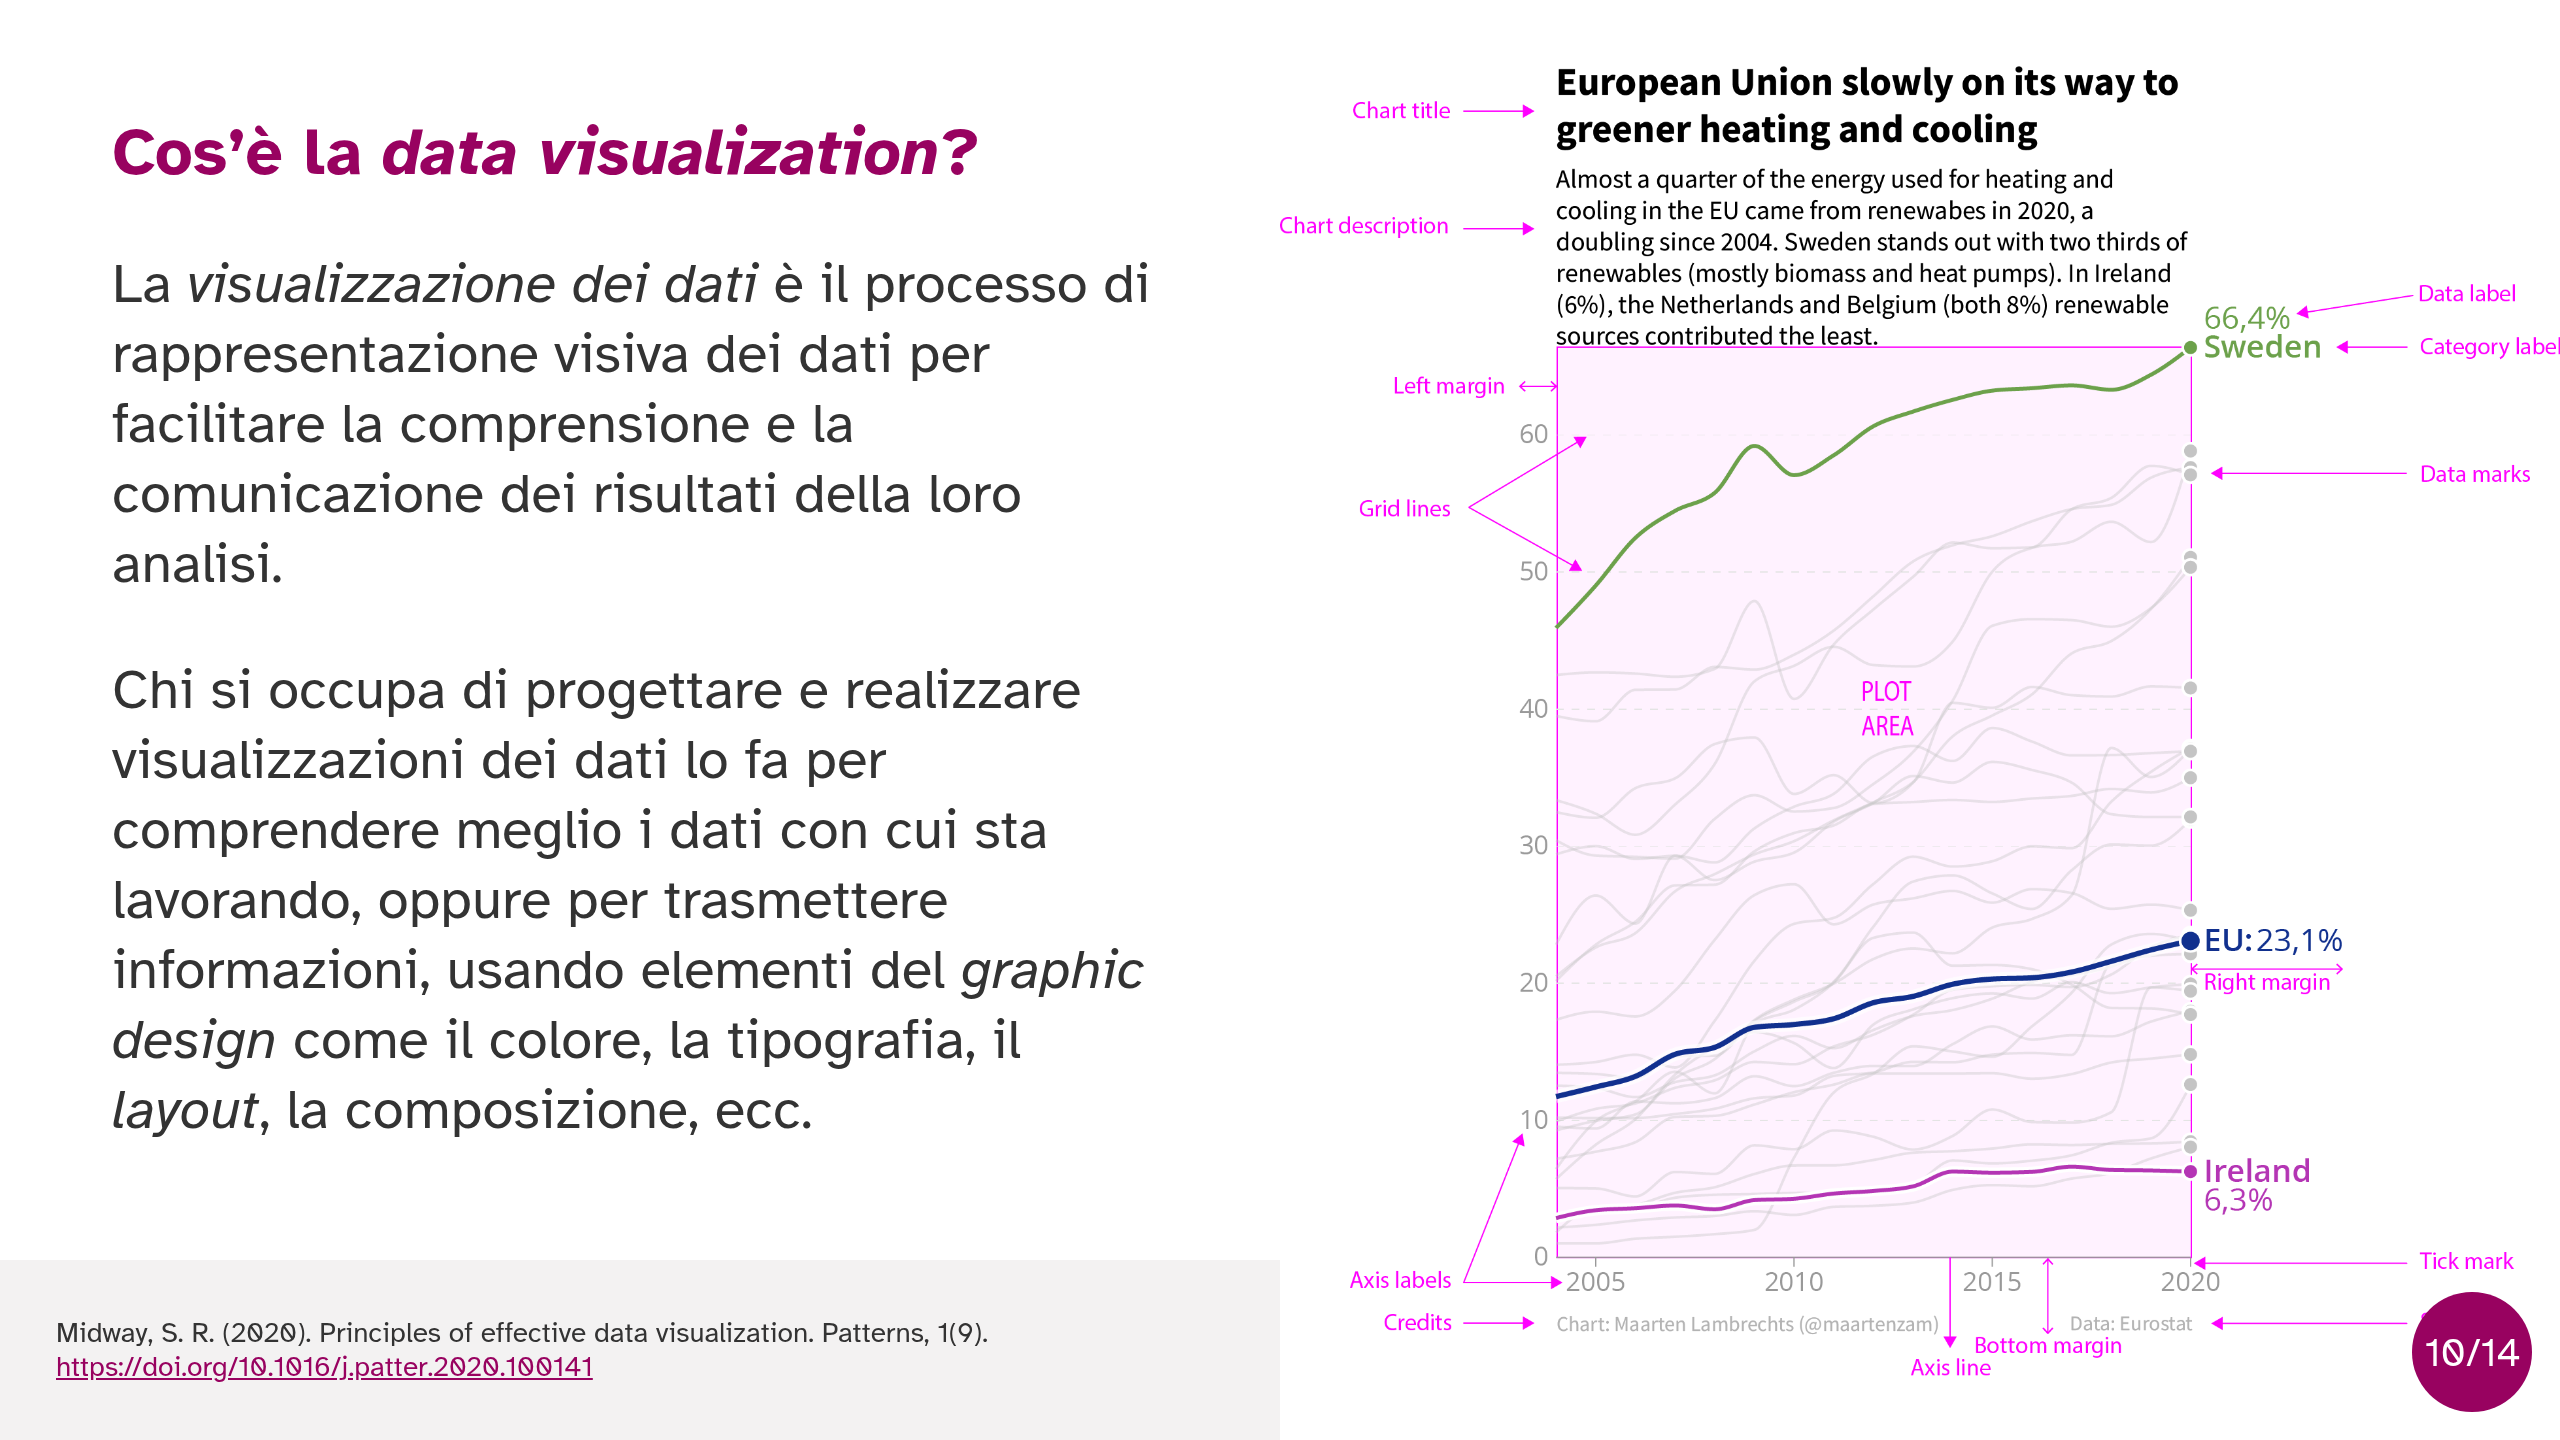 Cos’è la data visualization?
La visualizzazione dei dati è il processo di
rappresentazione visiva dei dati per
facilitare la comprensione e la
comunicazione dei risultati della loro
analisi.
Chi si occupa di progettare e realizzare
visualizzazioni dei dati lo fa per
comprendere meglio i dati con cui sta
lavorando, oppure per trasmettere
informazioni, usando elementi del graphic
design come il colore, la tipografia, il
layout, la composizione, ecc.
Midway, S. R. (2020). Principles of effective data visualization. Patterns, 1(9).
https://doi.org/10.1016/j.patter.2020.100141
Chart title
European Union slowly on its way to
greener heating and cooling
Chart description
Almost a quarter of the energy used for heating and
cooling in the EU came from renewabes in 2020, a
doubling since 2004. Sweden stands out with two thirds of
renewables (mostly biomass and heat pumps). In Ireland
(6%), the Netherlands and Belgium (both 8%) renewable
sources contributed the least.
Data label
66,4%
Sweden
Category label
Left margin
60
Data marks
Grid lines
50
PLOT
AREA
40
30
EU: 23,1%
Right margin
20
10
Ireland
6,3%
0
Tick mark
Axis labels
2005
2010
2015
2020
Credits
Chart: Maarten Lambrechts (@maartenzam)
Data: Eurostat
Bottom margin
Axis line
10/14